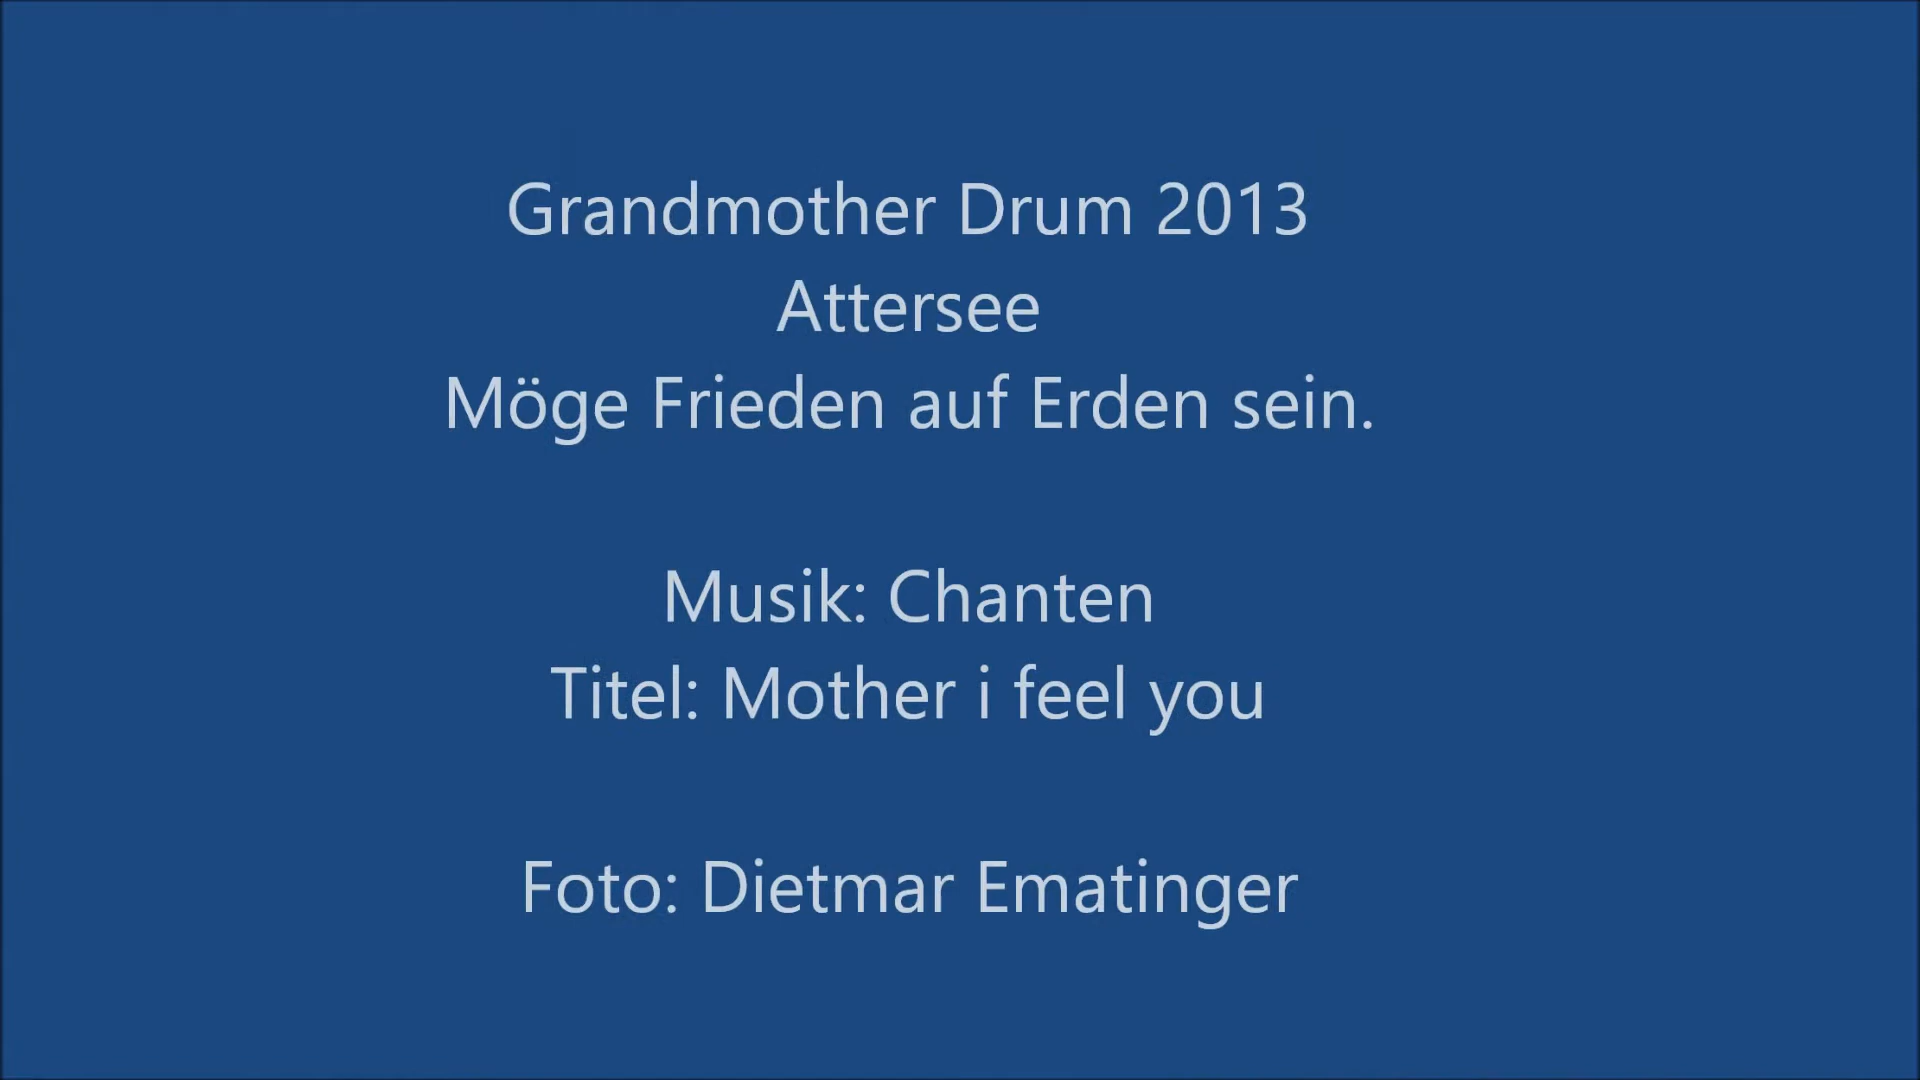 Grandmother Drum 2013
Attersee
Möge Frieden auf Erden sein.
Musik: Chanten
Titel: Mother i feel you
Foto: Dietmar Ematinger